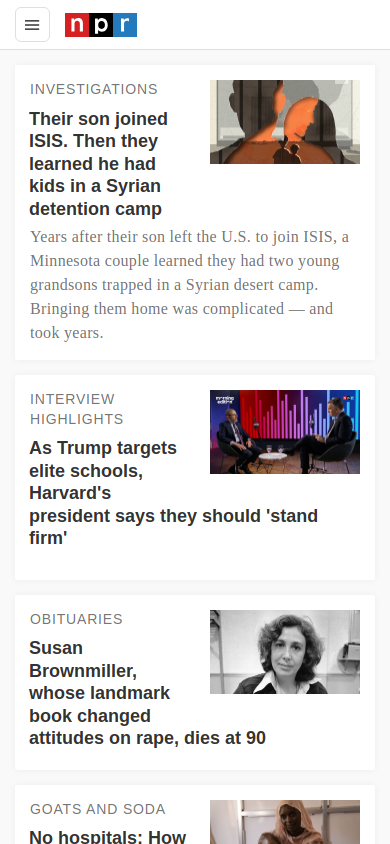 npr
INVESTIGATIONS
Their son joined
ISIS. Then they
learned he had
kids in a Syrian
detention camp
Years after their son left the U.S. to join ISIS, a
Minnesota couple learned they had two young
grandsons trapped in a Syrian desert camp.
Bringing them home was complicated — and
took years.
INTERVIEW
HIGHLIGHTS
As Trump targets
elite schools,
Harvard's
president says they should 'stand
firm'
OBITUARIES
Susan
Brownmiller,
whose landmark
book changed
attitudes on rape, dies at 90
GOATS AND SODA
No hospitals: How